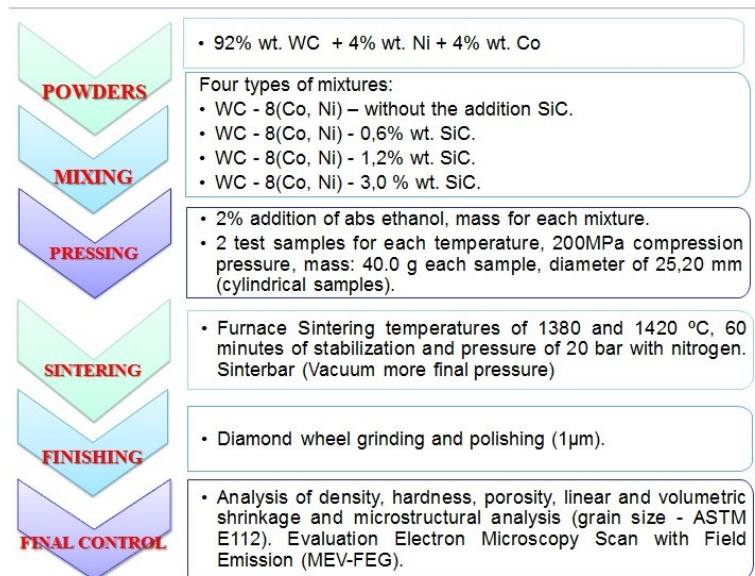 POWDERS
• 92% wt. WC + 4% wt. Ni + 4% wt. Co
MIXING
Four types of mixtures:
• WC - 8(Co, Ni) – without the addition SiC.
• WC - 8(Co, Ni) - 0,6% wt. SiC.
• WC - 8(Co, Ni) - 1,2% wt. SiC.
• WC - 8(Co, Ni) - 3,0 % wt. SiC.
PRESSING
• 2% addition of abs ethanol, mass for each mixture.
• 2 test samples for each temperature, 200MPa compression
pressure, mass: 40.0 g each sample, diameter of 25,20 mm
(cylindrical samples).
SINTERING
• Furnace Sintering temperatures of 1380 and 1420 ºC, 60
minutes of stabilization and pressure of 20 bar with nitrogen.
Sinterbar (Vacuum more final pressure)
FINISHING
• Diamond wheel grinding and polishing (1µm).
FINAL CONTROL
• Analysis of density, hardness, porosity, linear and volumetric
shrinkage and microstructural analysis (grain size - ASTM
E112). Evaluation Electron Microscopy Scan with Field
Emission (MEV-FEG).